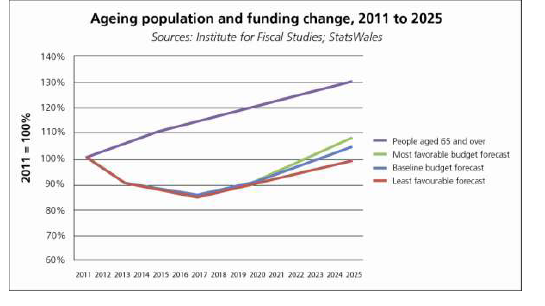 Ageing population and funding change, 2011 to 2025
Sources: Institute for Fiscal Studies; StatsWales
140%
130%
120%
110%
100%
90%
80%
70%
60%
2011 = 100%
People aged 65 and over
Most favorable budget forecast
Baseline budget forecast
Least favourable forecast
2011 2012 2013 2014 2015 2016 2017 2018 2019 2020 2021 2022 2023 2024 2025